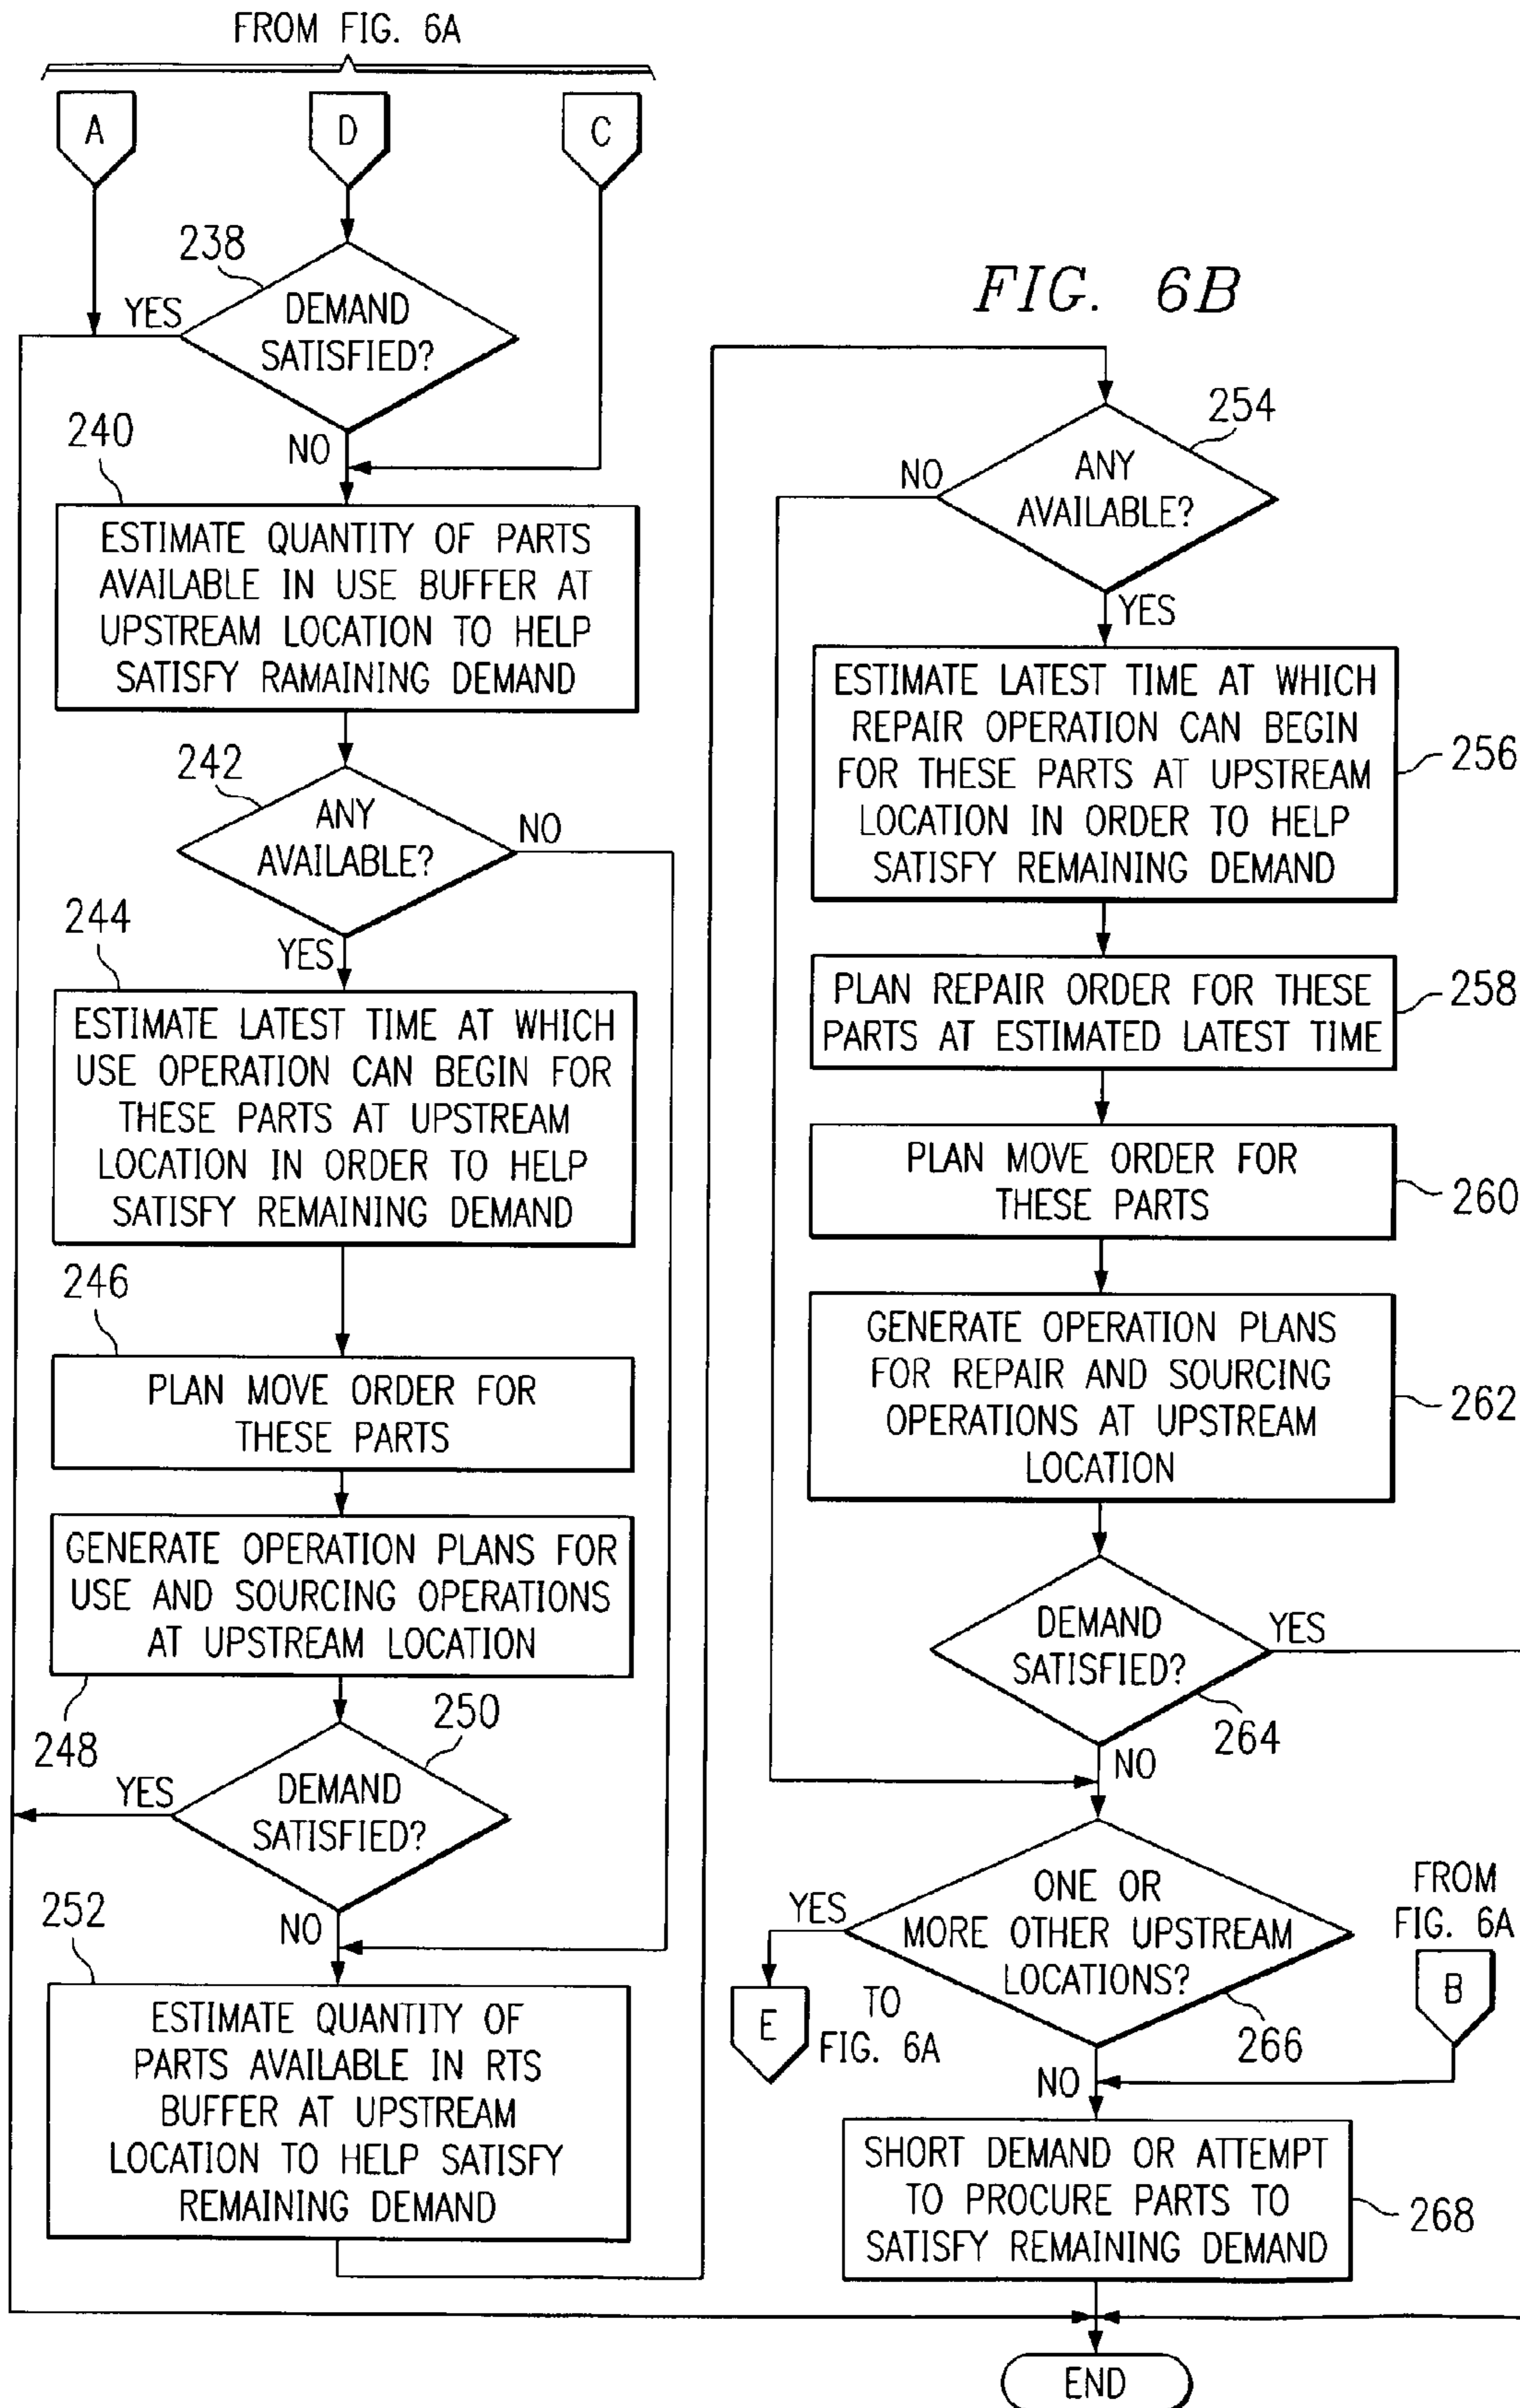 FROM FIG. 6A
A
D
C
238
YES
DEMAND
SATISFIED?
NO
240
ESTIMATE QUANTITY OF PARTS
AVAILABLE IN USE BUFFER AT
UPSTREAM LOCATION TO HELP
SATISFY RAMAINING DEMAND
242
ANY
AVAILABLE?
NO
YES
244
ESTIMATE LATEST TIME AT WHICH
USE OPERATION CAN BEGIN FOR
THESE PARTS AT UPSTREAM
LOCATION IN ORDER TO HELP
SATISFY REMAINING DEMAND
246
PLAN MOVE ORDER FOR
THESE PARTS
GENERATE OPERATION PLANS FOR
USE AND SOURCING OPERATIONS
AT UPSTREAM LOCATION
248
250
YES
DEMAND
SATISFIED?
NO
252
ESTIMATE QUANTITY OF
PARTS AVAILABLE IN RTS
BUFFER AT UPSTREAM
LOCATION TO HELP SATISFY
REMAINING DEMAND
FIG. 6B
254
NO
ANY
AVAILABLE?
YES
ESTIMATE LATEST TIME AT WHICH
REPAIR OPERATION CAN BEGIN
FOR THESE PARTS AT UPSTREAM
LOCATION IN ORDER TO HELP
SATISFY REMAINING DEMAND
256
PLAN REPAIR ORDER FOR THESE
PARTS AT ESTIMATED LATEST TIME
258
PLAN MOVE ORDER FOR
THESE PARTS
260
GENERATE OPERATION PLANS
FOR REPAIR AND SOURCING
OPERATIONS AT UPSTREAM
LOCATION
262
DEMAND
SATISFIED?
YES
264
NO
ONE OR
MORE OTHER UPSTREAM
LOCATIONS?
YES
E
TO
FIG. 6A
266
FROM
FIG. 6A
B
NO
SHORT DEMAND OR ATTEMPT
TO PROCURE PARTS TO
SATISFY REMAINING DEMAND
268
END